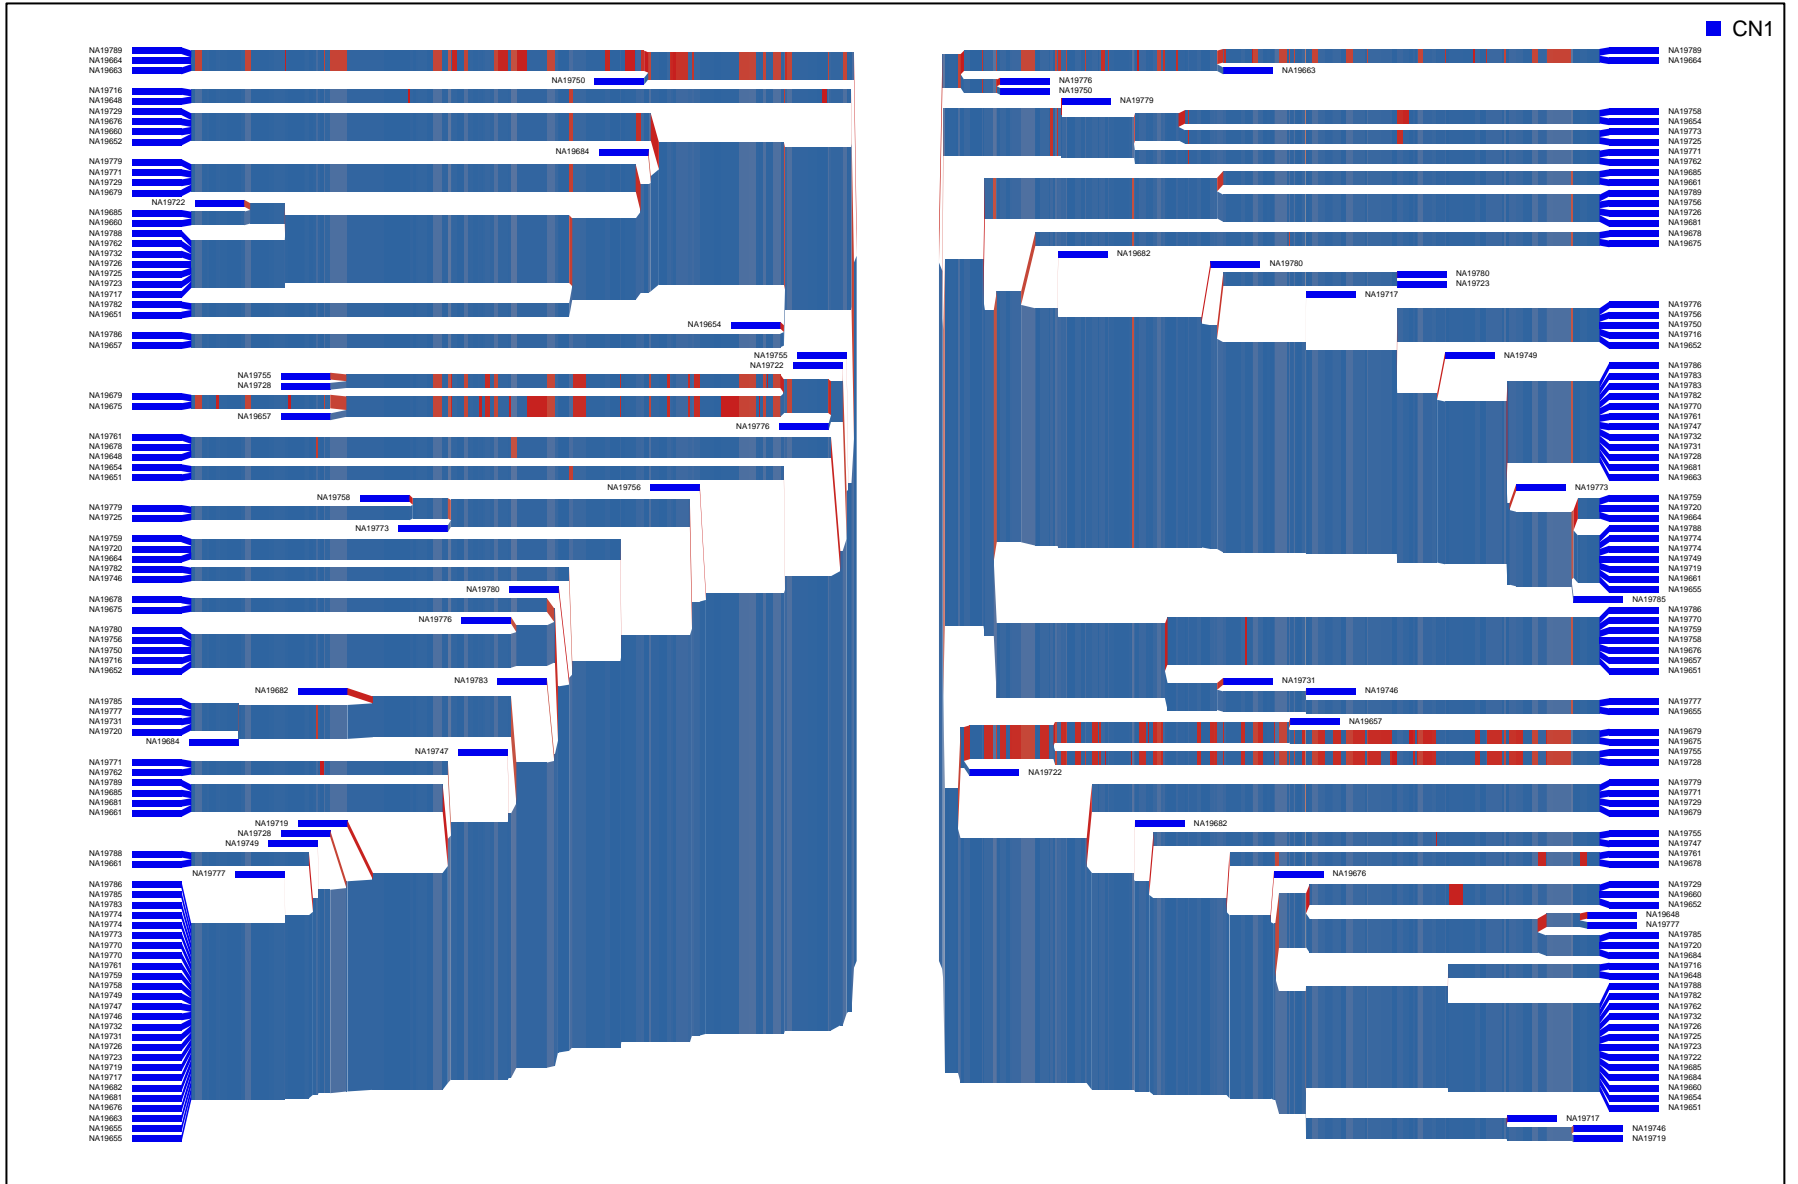 CN1
NA19789
NA19664
NA19663
NA19750
NA19716
NA19648
NA19729
NA19676
NA19660
NA19652
NA19684
NA19779
NA19771
NA19729
NA19679
NA19722
NA19685
NA19660
NA19788
NA19762
NA19732
NA19726
NA19725
NA19723
NA19717
NA19782
NA19651
NA19654
NA19786
NA19657
NA19755
NA19722
NA19755
NA19728
NA19679
NA19675
NA19657
NA19776
NA19761
NA19678
NA19648
NA19654
NA19651
NA19756
NA19758
NA19779
NA19725
NA19773
NA19759
NA19720
NA19664
NA19782
NA19746
NA19780
NA19678
NA19675
NA19776
NA19780
NA19756
NA19750
NA19716
NA19652
NA19783
NA19682
NA19785
NA19777
NA19731
NA19720
NA19684
NA19747
NA19771
NA19762
NA19789
NA19685
NA19681
NA19661
NA19719
NA19728
NA19749
NA19788
NA19661
NA19777
NA19786
NA19785
NA19783
NA19774
NA19774
NA19773
NA19770
NA19770
NA19761
NA19759
NA19758
NA19749
NA19747
NA19746
NA19732
NA19731
NA19726
NA19723
NA19719
NA19717
NA19682
NA19681
NA19676
NA19663
NA19655
NA19655
NA19789
NA19664
NA19663
NA19776
NA19750
NA19779
NA19758
NA19654
NA19773
NA19725
NA19771
NA19762
NA19685
NA19661
NA19789
NA19756
NA19726
NA19681
NA19678
NA19675
NA19682
NA19780
NA19780
NA19723
NA19717
NA19776
NA19756
NA19750
NA19716
NA19652
NA19749
NA19786
NA19783
NA19783
NA19782
NA19770
NA19761
NA19747
NA19732
NA19731
NA19728
NA19681
NA19663
NA19773
NA19759
NA19720
NA19664
NA19788
NA19774
NA19774
NA19749
NA19719
NA19661
NA19655
NA19785
NA19786
NA19770
NA19759
NA19758
NA19676
NA19657
NA19651
NA19731
NA19746
NA19777
NA19655
NA19657
NA19679
NA19675
NA19755
NA19728
NA19722
NA19779
NA19771
NA19729
NA19679
NA19682
NA19755
NA19747
NA19761
NA19678
NA19676
NA19729
NA19660
NA19652
NA19648
NA19777
NA19785
NA19720
NA19684
NA19716
NA19648
NA19788
NA19782
NA19762
NA19732
NA19726
NA19725
NA19723
NA19722
NA19685
NA19684
NA19660
NA19654
NA19651
NA19717
NA19746
NA19719